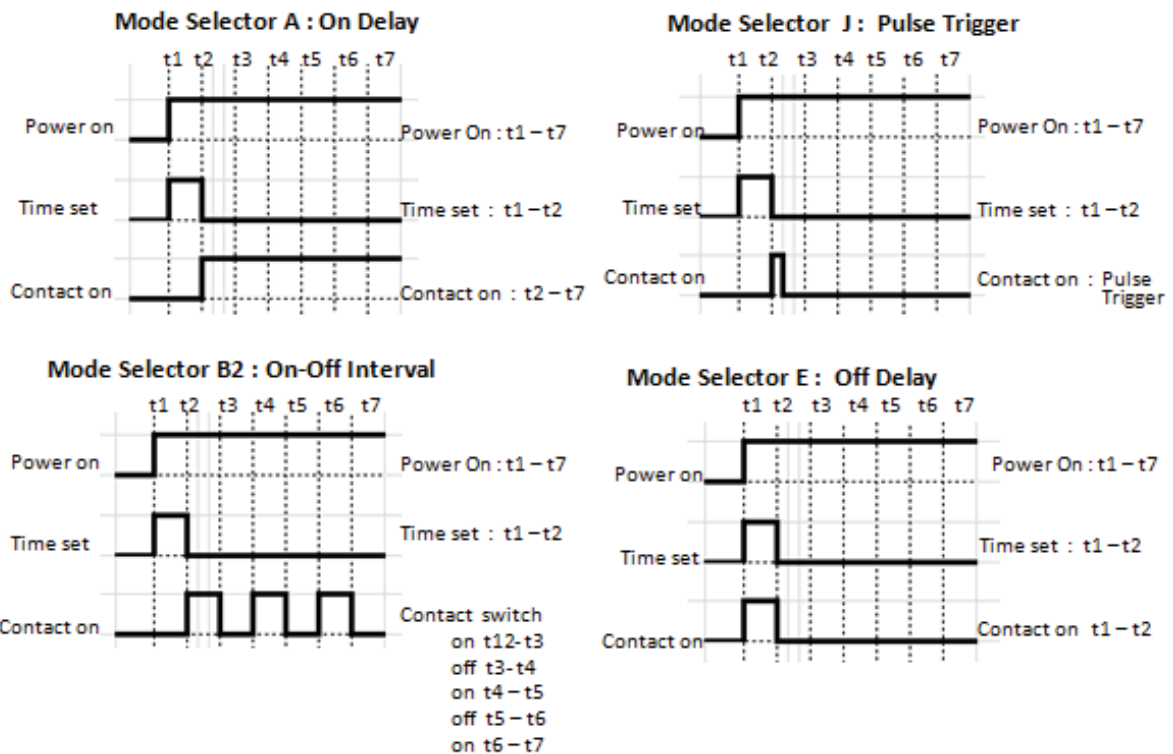 Mode Selector A : On Delay
t1 t2 t3 t4 t5 t6 t7
Power on
Power On : t1 – t7
Time set
Time set : t1 – t2
Contact on
Contact on : t2 – t7
Mode Selector J : Pulse Trigger
t1 t2 t3 t4 t5 t6 t7
Power on
Power On : t1 – t7
Time set
Time set : t1 – t2
Contact on
Contact on : Pulse
Trigger
Mode Selector B2 : On-Off Interval
t1 t2 t3 t4 t5 t6 t7
Power on
Power On : t1 – t7
Time set
Time set : t1 – t2
Contact on
Contact switch
on t12-t3
off t3-t4
on t4 – t5
off t5 – t6
on t6 – t7
Mode Selector E : Off Delay
t1 t2 t3 t4 t5 t6 t7
Power on
Power On : t1 – t7
Time set
Time set : t1 – t2
Contact on
Contact on t1 – t2